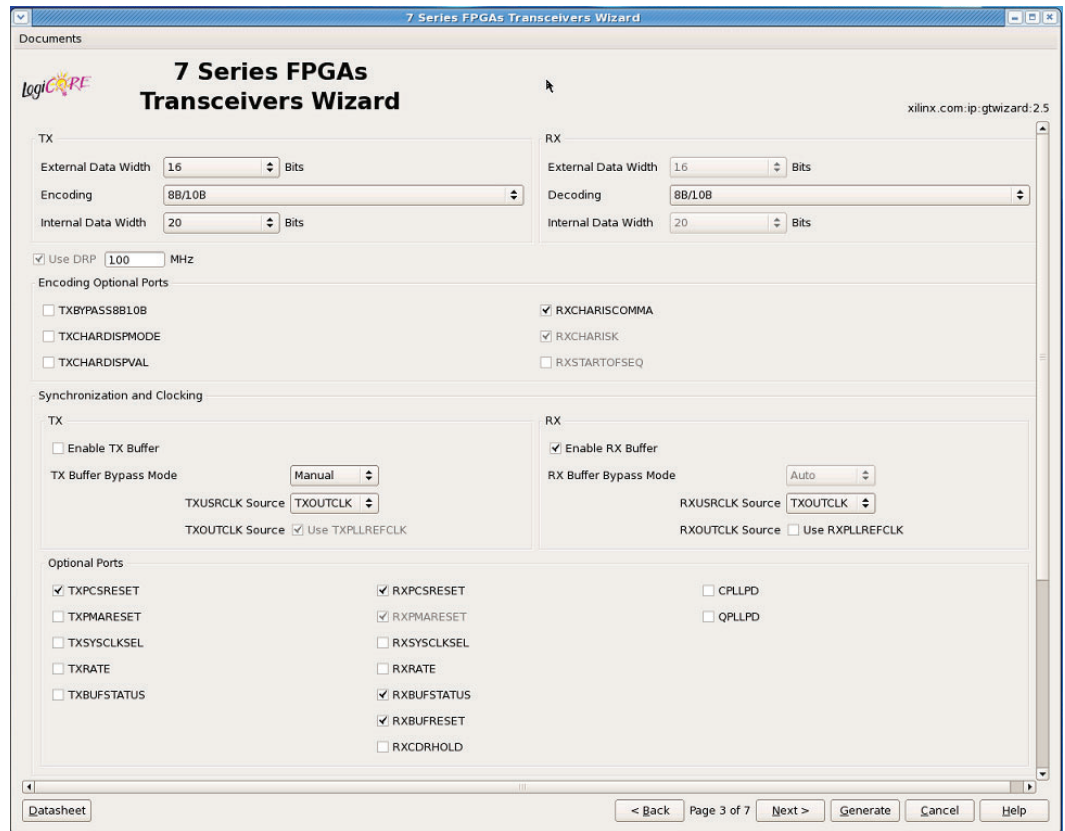 7 Series FPGAs Transceivers Wizard
Documents
LogiCORE
7 Series FPGAs
Transceivers Wizard
xilinx.com:ip:gtwizard:2.5
TX RX
External Data Width 16 Bits External Data Width 16 Bits
Encoding 8B/10B Decoding 8B/10B
Internal Data Width 20 Bits Internal Data Width 20 Bits
Use DRP 100 MHz
Encoding Optional Ports
TXBYPASS8B10B RXCHARISCOMMA
TXCHARDISPMODE RXCHARISK
TXCHARDISPVAL RXSTARTOFSEQ
Synchronization and Clocking
TX RX
Enable TX Buffer Enable RX Buffer
TX Buffer Bypass Mode Manual RX Buffer Bypass Mode Auto
TXUSRCLK Source TXOUTCLK RXUSRCLK Source TXOUTCLK
TXOUTCLK Source Use TXPLLREFCLK RXOUTCLK Source Use RXPLLREFCLK
Optional Ports
TXPCSRESET RXPCSRESET CPLLPD
TXPMARESET RXPMARESET QPLLPD
TXSYSCLKSEL RXSYSCLKSEL
TXRATE RXRATE
TXBUFSTATUS RXBUFSTATUS
RXBUFRESET
RXCDRHOLD
Datasheet < Back Page 3 of 7 Next > Generate Cancel Help